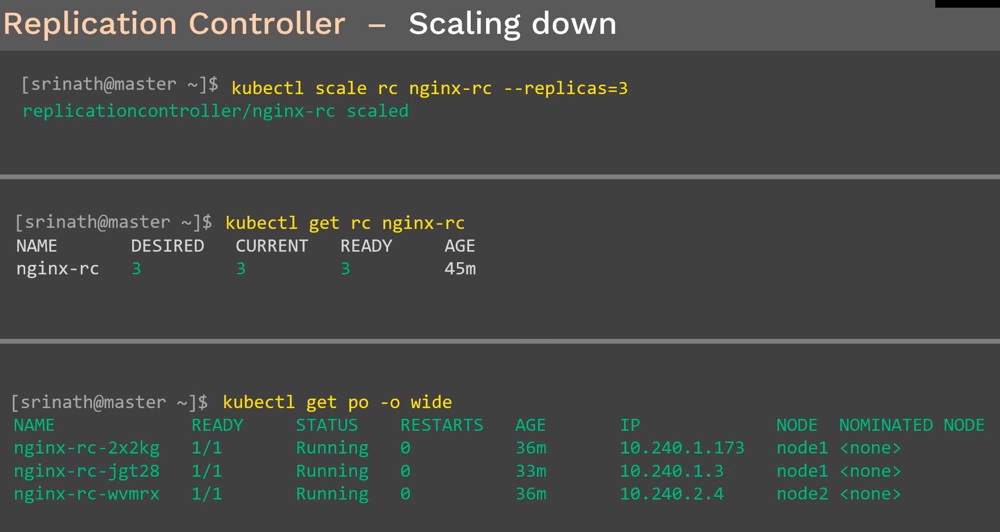 Replication Controller – Scaling down
[srinath@master ~]$ kubectl scale rc nginx-rc --replicas=3
replicationcontroller/nginx-rc scaled
[srinath@master ~]$ kubectl get rc nginx-rc
NAME DESIRED CURRENT READY AGE
nginx-rc 3 3 3 45m
[srinath@master ~]$ kubectl get po -o wide
NAME READY STATUS RESTARTS AGE IP NODE NOMINATED NODE
nginx-rc-2x2kg 1/1 Running 0 36m 10.240.1.173 node1 <none>
nginx-rc-jgt28 1/1 Running 0 33m 10.240.1.3 node1 <none>
nginx-rc-wvmrx 1/1 Running 0 36m 10.240.2.4 node2 <none>